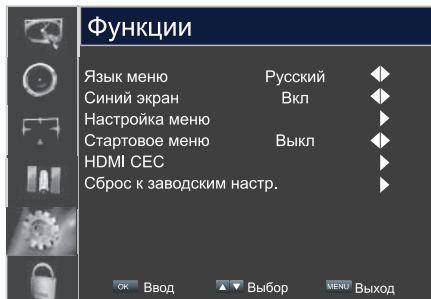 Функции
Язык меню Русский
Синий экран Вкл
Настройка меню
Стартовое меню Выкл
HDMI CEC
Сброс к заводским настр.
OK Ввод Выбор MENU Выход